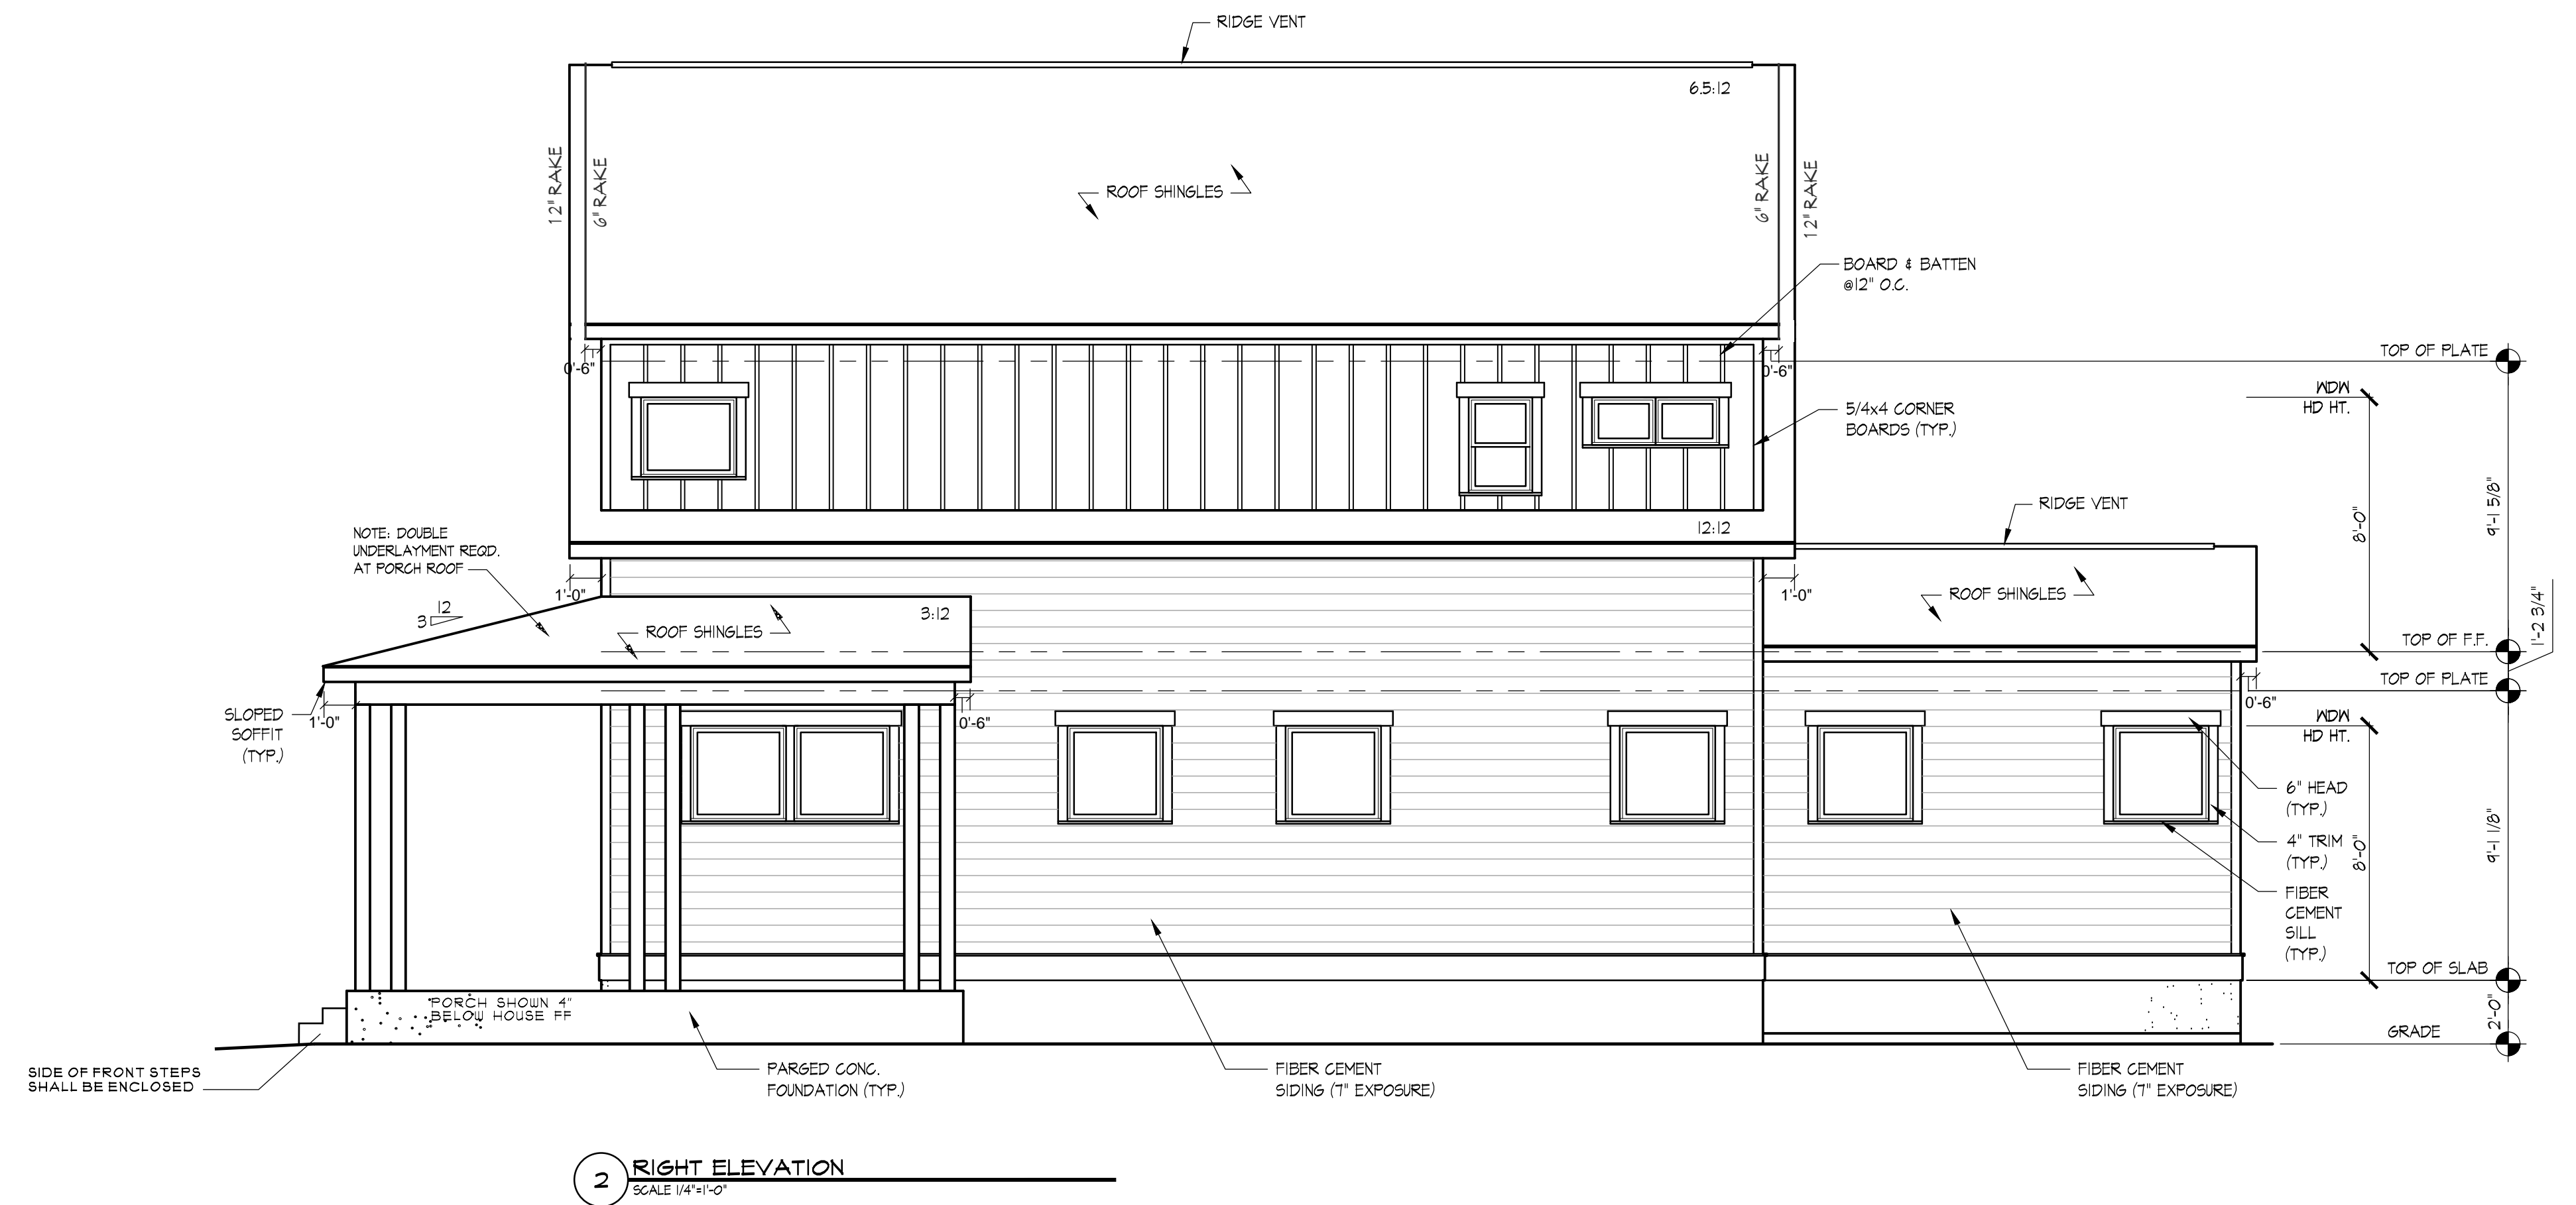 RIDGE VENT
6.5:12
12" RAKE
6" RAKE
6" RAKE
12" RAKE
ROOF SHINGLES
BOARD & BATTEN
@12" O.C.
TOP OF PLATE
0'-6"
0'-6"
WDW
HD HT.
5/4x4 CORNER
BOARDS (TYP.)
9'-1 5/8"
8'-0"
RIDGE VENT
12:12
NOTE: DOUBLE
UNDERLAYMENT REQD.
AT PORCH ROOF
1'-0"
1'-0"
ROOF SHINGLES
1'-2 3/4"
12
3
3:12
ROOF SHINGLES
TOP OF F.F.
TOP OF PLATE
SLOPED
SOFFIT
(TYP.)
1'-0"
0'-6"
0'-6"
WDW
HD HT.
6" HEAD
(TYP.)
4" TRIM
(TYP.)
8'-0"
9'-1 1/8"
FIBER
CEMENT
SILL
(TYP.)
TOP OF SLAB
PORCH SHOWN 4"
BELOW HOUSE FF
2'-0"
GRADE
SIDE OF FRONT STEPS
SHALL BE ENCLOSED
PARGED CONC.
FOUNDATION (TYP.)
FIBER CEMENT
SIDING (7" EXPOSURE)
FIBER CEMENT
SIDING (7" EXPOSURE)
2
RIGHT ELEVATION
SCALE 1/4"=1'-0"